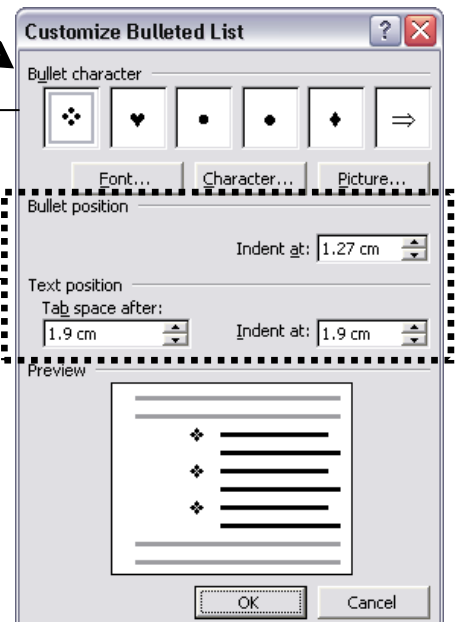 Customize Bulleted List
Bullet character
Font... Character... Picture...
Bullet position
Indent at: 1.27 cm
Text position
Tab space after:
1.9 cm Indent at: 1.9 cm
Preview
OK Cancel